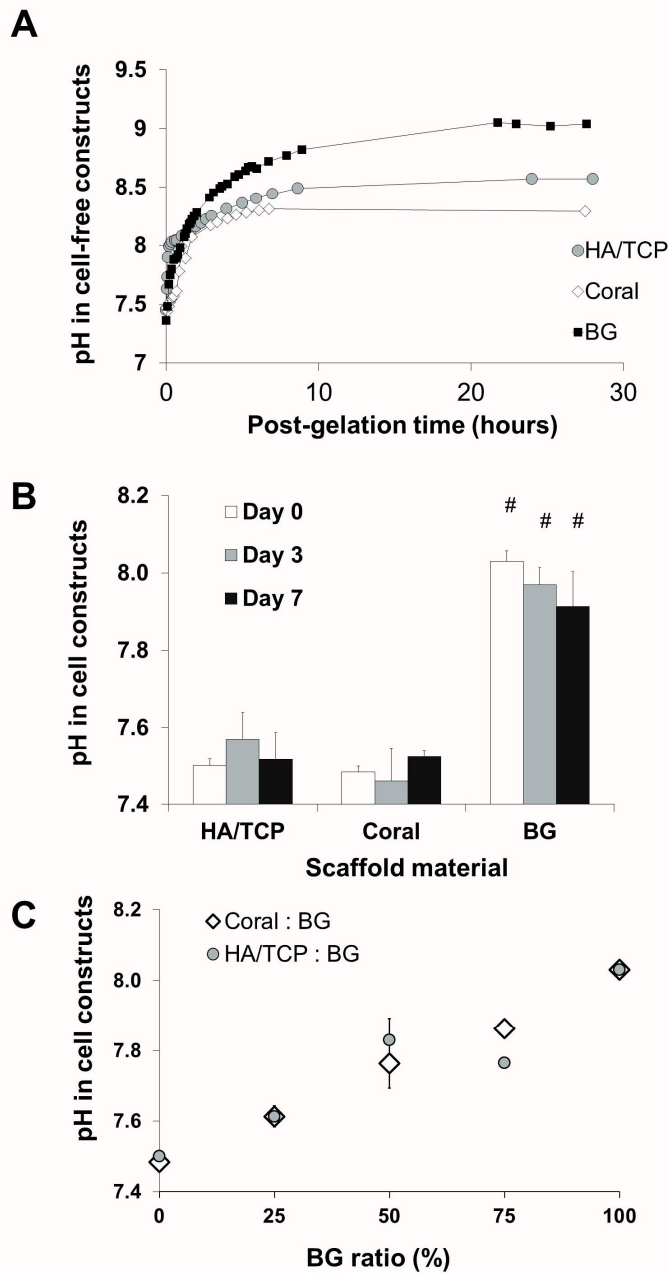 A
pH in cell-free constructs
9.5
9
8.5
8
7.5
7
HA/TCP
Coral
BG
0 10 20 30
Post-gelation time (hours)
B
pH in cell constructs
8.2
8.0
7.8
7.6
7.4
Day 0
Day 3
Day 7
# # #
HA/TCP Coral BG
Scaffold material
C
pH in cell constructs
8.2
8.0
7.8
7.6
7.4
Coral : BG
HA/TCP : BG
0 25 50 75 100
BG ratio (%)